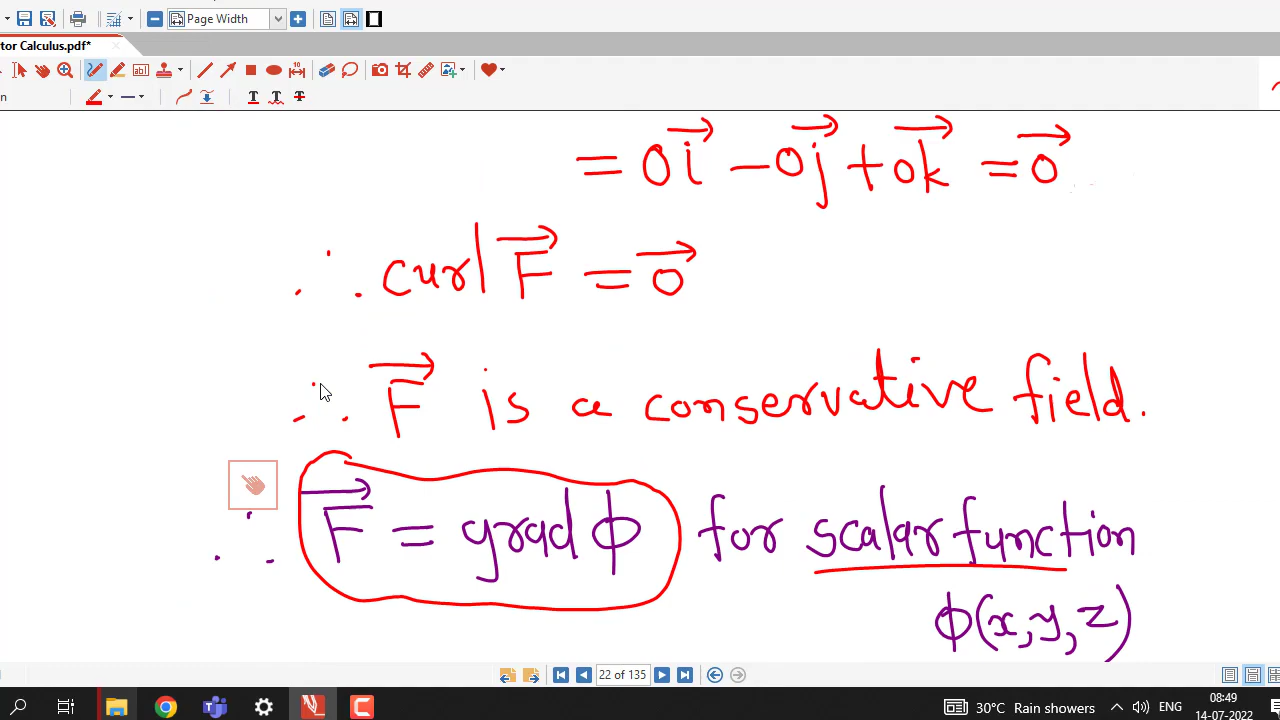 Page Width
tor Calculus.pdf*
= 0i⃗ − 0j⃗ + 0k⃗ = 0⃗
∴ curl F⃗ = 0⃗
∴ F⃗ is a conservative field.
∴ F⃗ = grad ϕ for scalar function
ϕ(x, y, z)
22 of 135
30°C Rain showers
ENG
08:49
14-07-2022